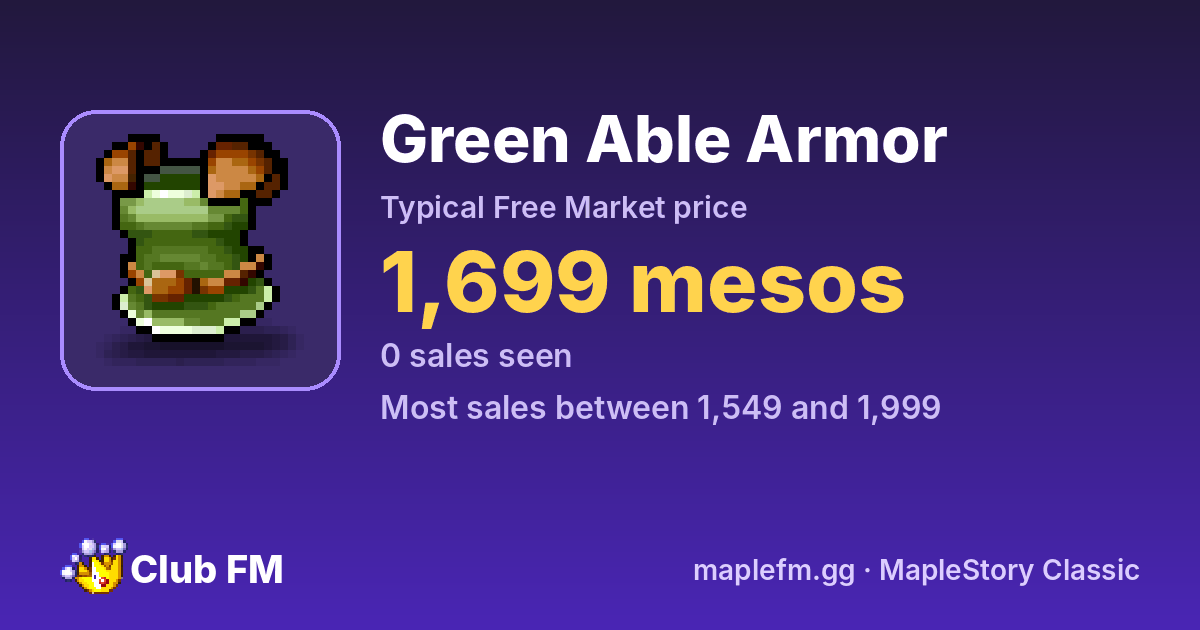 Green Able Armor
Typical Free Market price
1,699 mesos
0 sales seen
Most sales between 1,549 and 1,999
Club FM
maplefm.gg · MapleStory Classic